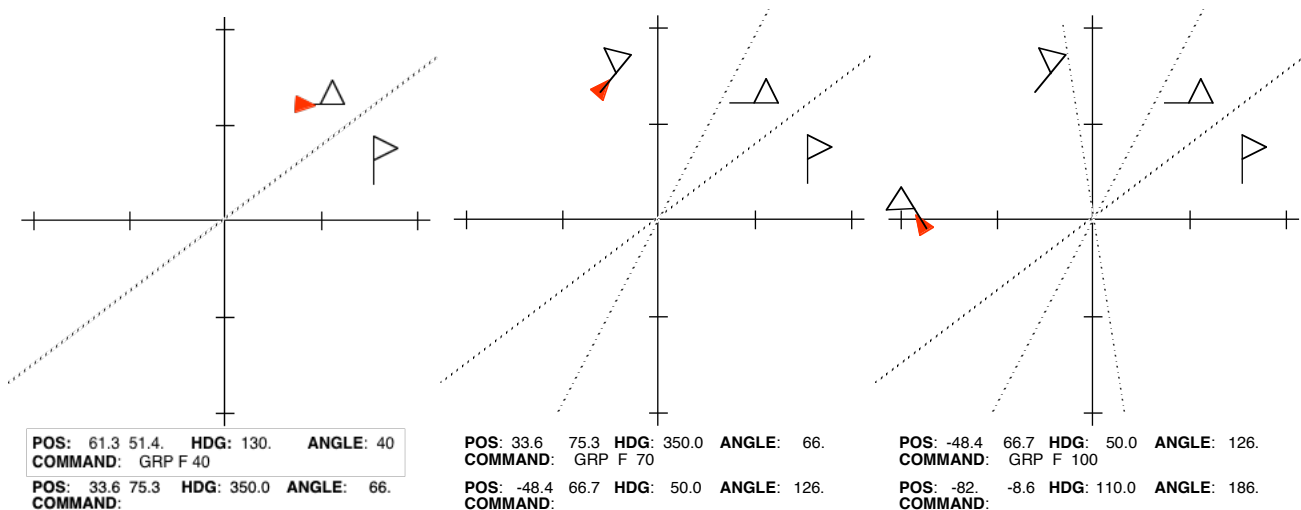 POS: 61.3 51.4. HDG: 130. ANGLE: 40
COMMAND: GRP F 40
POS: 33.6 75.3 HDG: 350.0 ANGLE: 66.
COMMAND:
POS: 33.6 75.3 HDG: 350.0 ANGLE: 66.
COMMAND: GRP F 70
POS: -48.4 66.7 HDG: 50.0 ANGLE: 126.
COMMAND:
POS: -48.4 66.7 HDG: 50.0 ANGLE: 126.
COMMAND: GRP F 100
POS: -82. -8.6 HDG: 110.0 ANGLE: 186.
COMMAND: